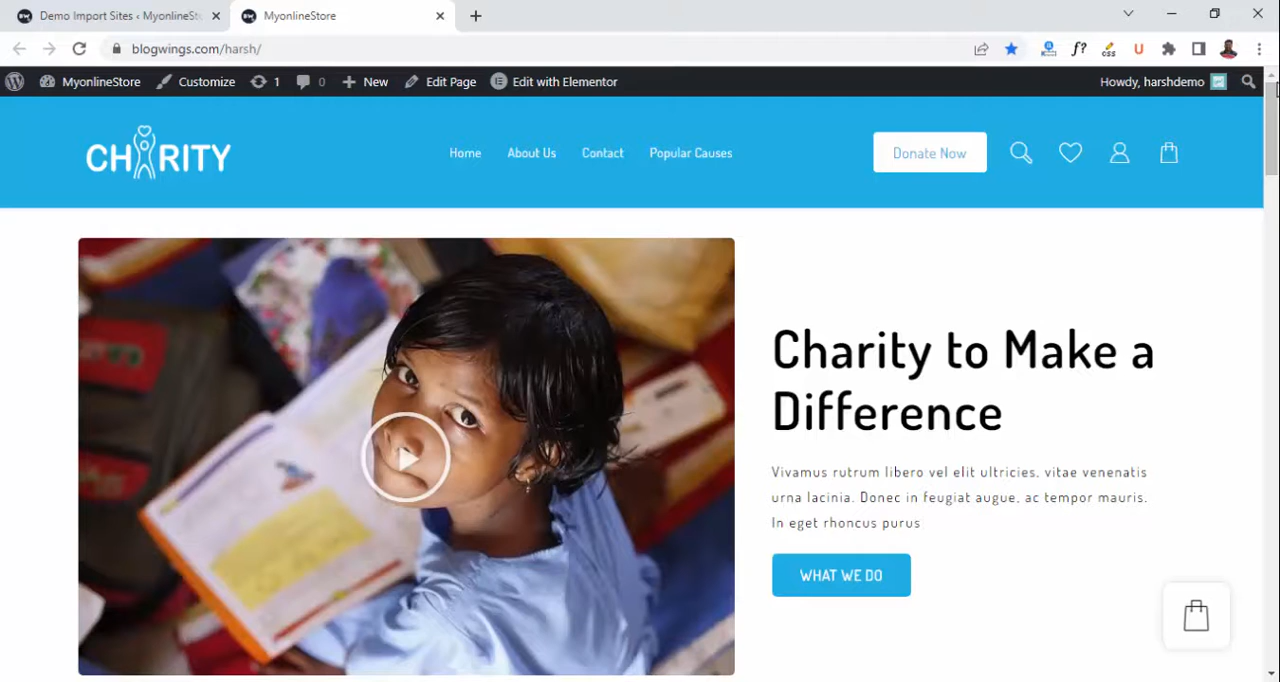 Demo Import Sites ‹ MyonlineSt
MyonlineStore
blogwings.com/harsh/
f?
css
U
MyonlineStore
Customize
1
0
New
Edit Page
Edit with Elementor
Howdy, harshdemo
CHARITY
Home
About Us
Contact
Popular Causes
Donate Now
Charity to Make a
Difference
Vivamus rutrum libero vel elit ultricies, vitae venenatis
urna lacinia. Donec in feugiat augue, ac tempor mauris.
In eget rhoncus purus
WHAT WE DO